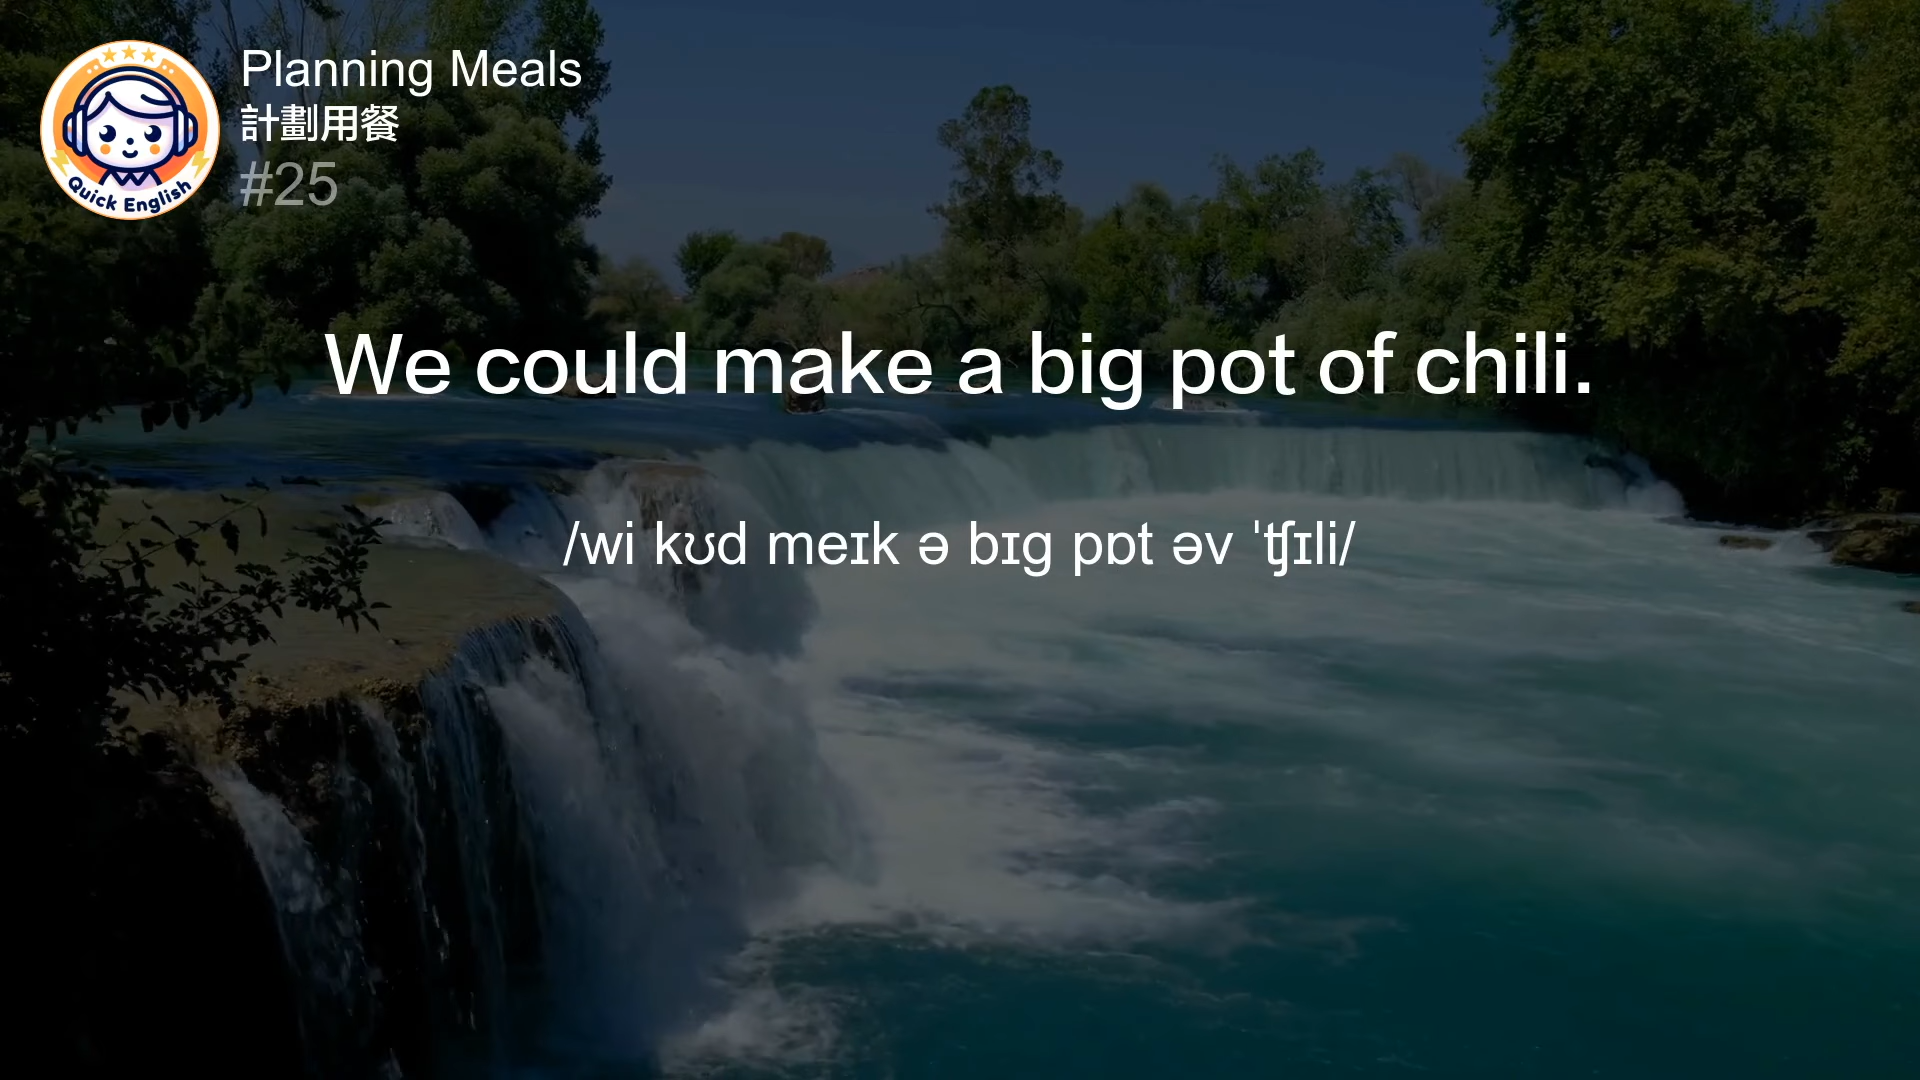 Planning Meals
計劃用餐
#25
Quick English
We could make a big pot of chili.
/wi kʊd meɪk ə bɪg pɒt əv ˈʧɪli/